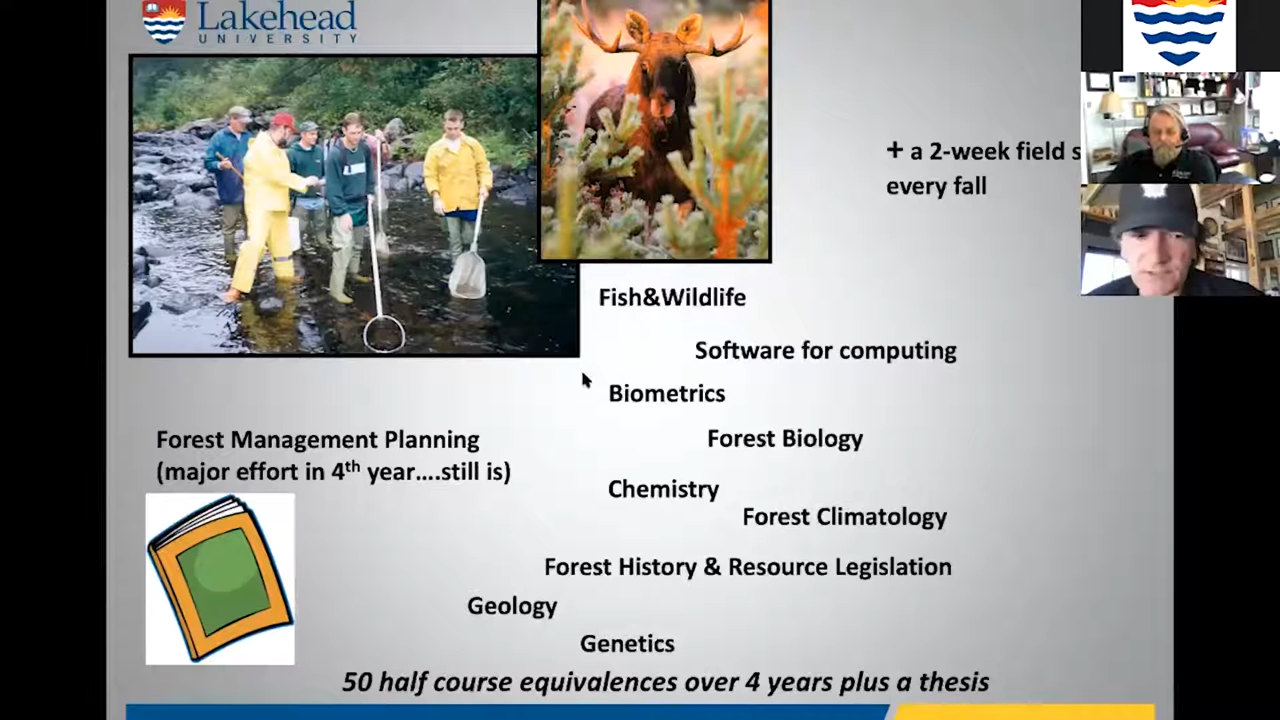 Lakehead
UNIVERSITY
+ a 2-week field
every fall
Fish&Wildlife
Software for computing
Biometrics
Forest Management Planning
(major effort in 4th year....still is)
Forest Biology
Chemistry
Forest Climatology
Forest History & Resource Legislation
Geology
Genetics
50 half course equivalences over 4 years plus a thesis